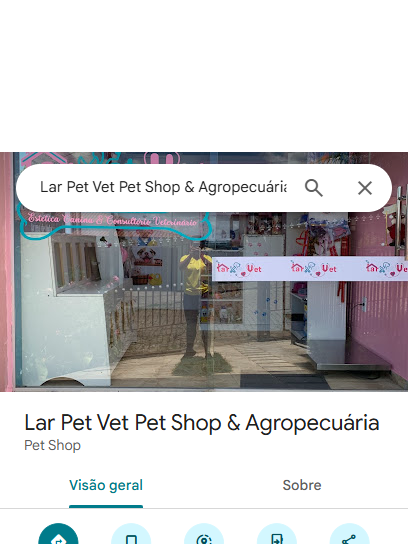 Lar Pet Vet Pet Shop & Agropecuária
Estética Canina & Consultório Veterinário
Lar Vet
Lar Vet
Lar Ve
Lar Pet Vet Pet Shop & Agropecuária
Pet Shop
Visão geral
Sobre